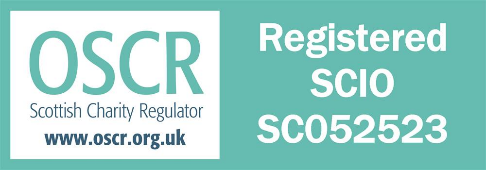 OSCR
Scottish Charity Regulator
www.oscr.org.uk
Registered
SCIO
SC052523